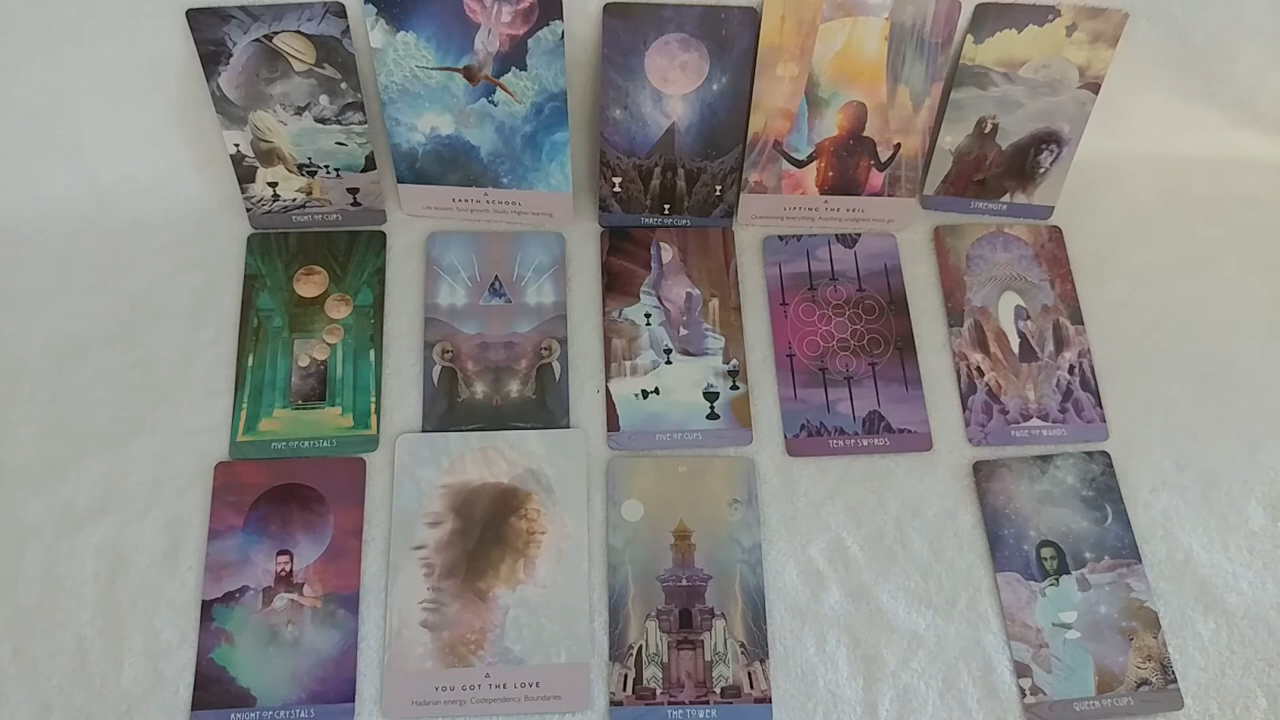 EIGHT OF CUPS
EARTH SCHOOL
Life lessons. Soul growth. Study. Higher learning.
THREE OF CUPS
LIFTING THE VEIL
Questioning everything. Anything unaligned must go.
STRENGTH
FIVE OF CRYSTALS
FIVE OF CUPS
TEN OF SWORDS
PAGE OF WANDS
KNIGHT OF CRYSTALS
YOU GOT THE LOVE
Hadarian energy. Codependency. Boundaries.
THE TOWER
QUEEN OF CUPS